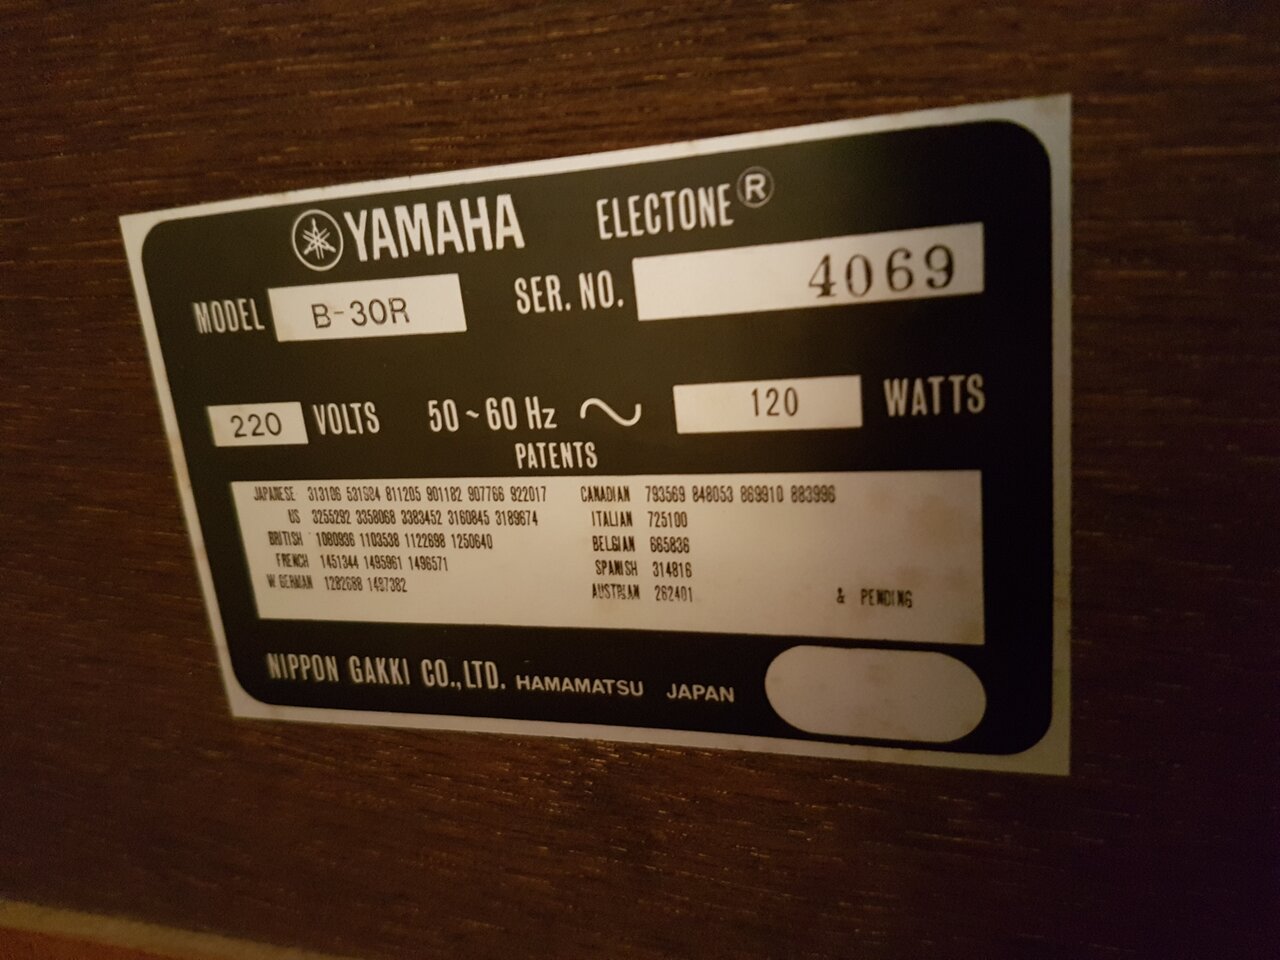 YAMAHA ELECTONE®
MODEL B-30R SER. NO. 4069
220 VOLTS 50~60 Hz ~ 120 WATTS
PATENTS
JAPANESE 313106 531584 811205 901182 907766 922017
US 3255292 3358068 3383452 3160845 3189674
BRITISH 1080936 1103538 1122698 1250640
FRENCH 1451344 1495961 1496571
W GERMAN 1282688 1497382
CANADIAN 793569 848053 869910 883996
ITALIAN 725100
BELGIAN 665836
SPANISH 314816
AUSTRIAN 262401 & PENDING
NIPPON GAKKI CO., LTD. HAMAMATSU JAPAN